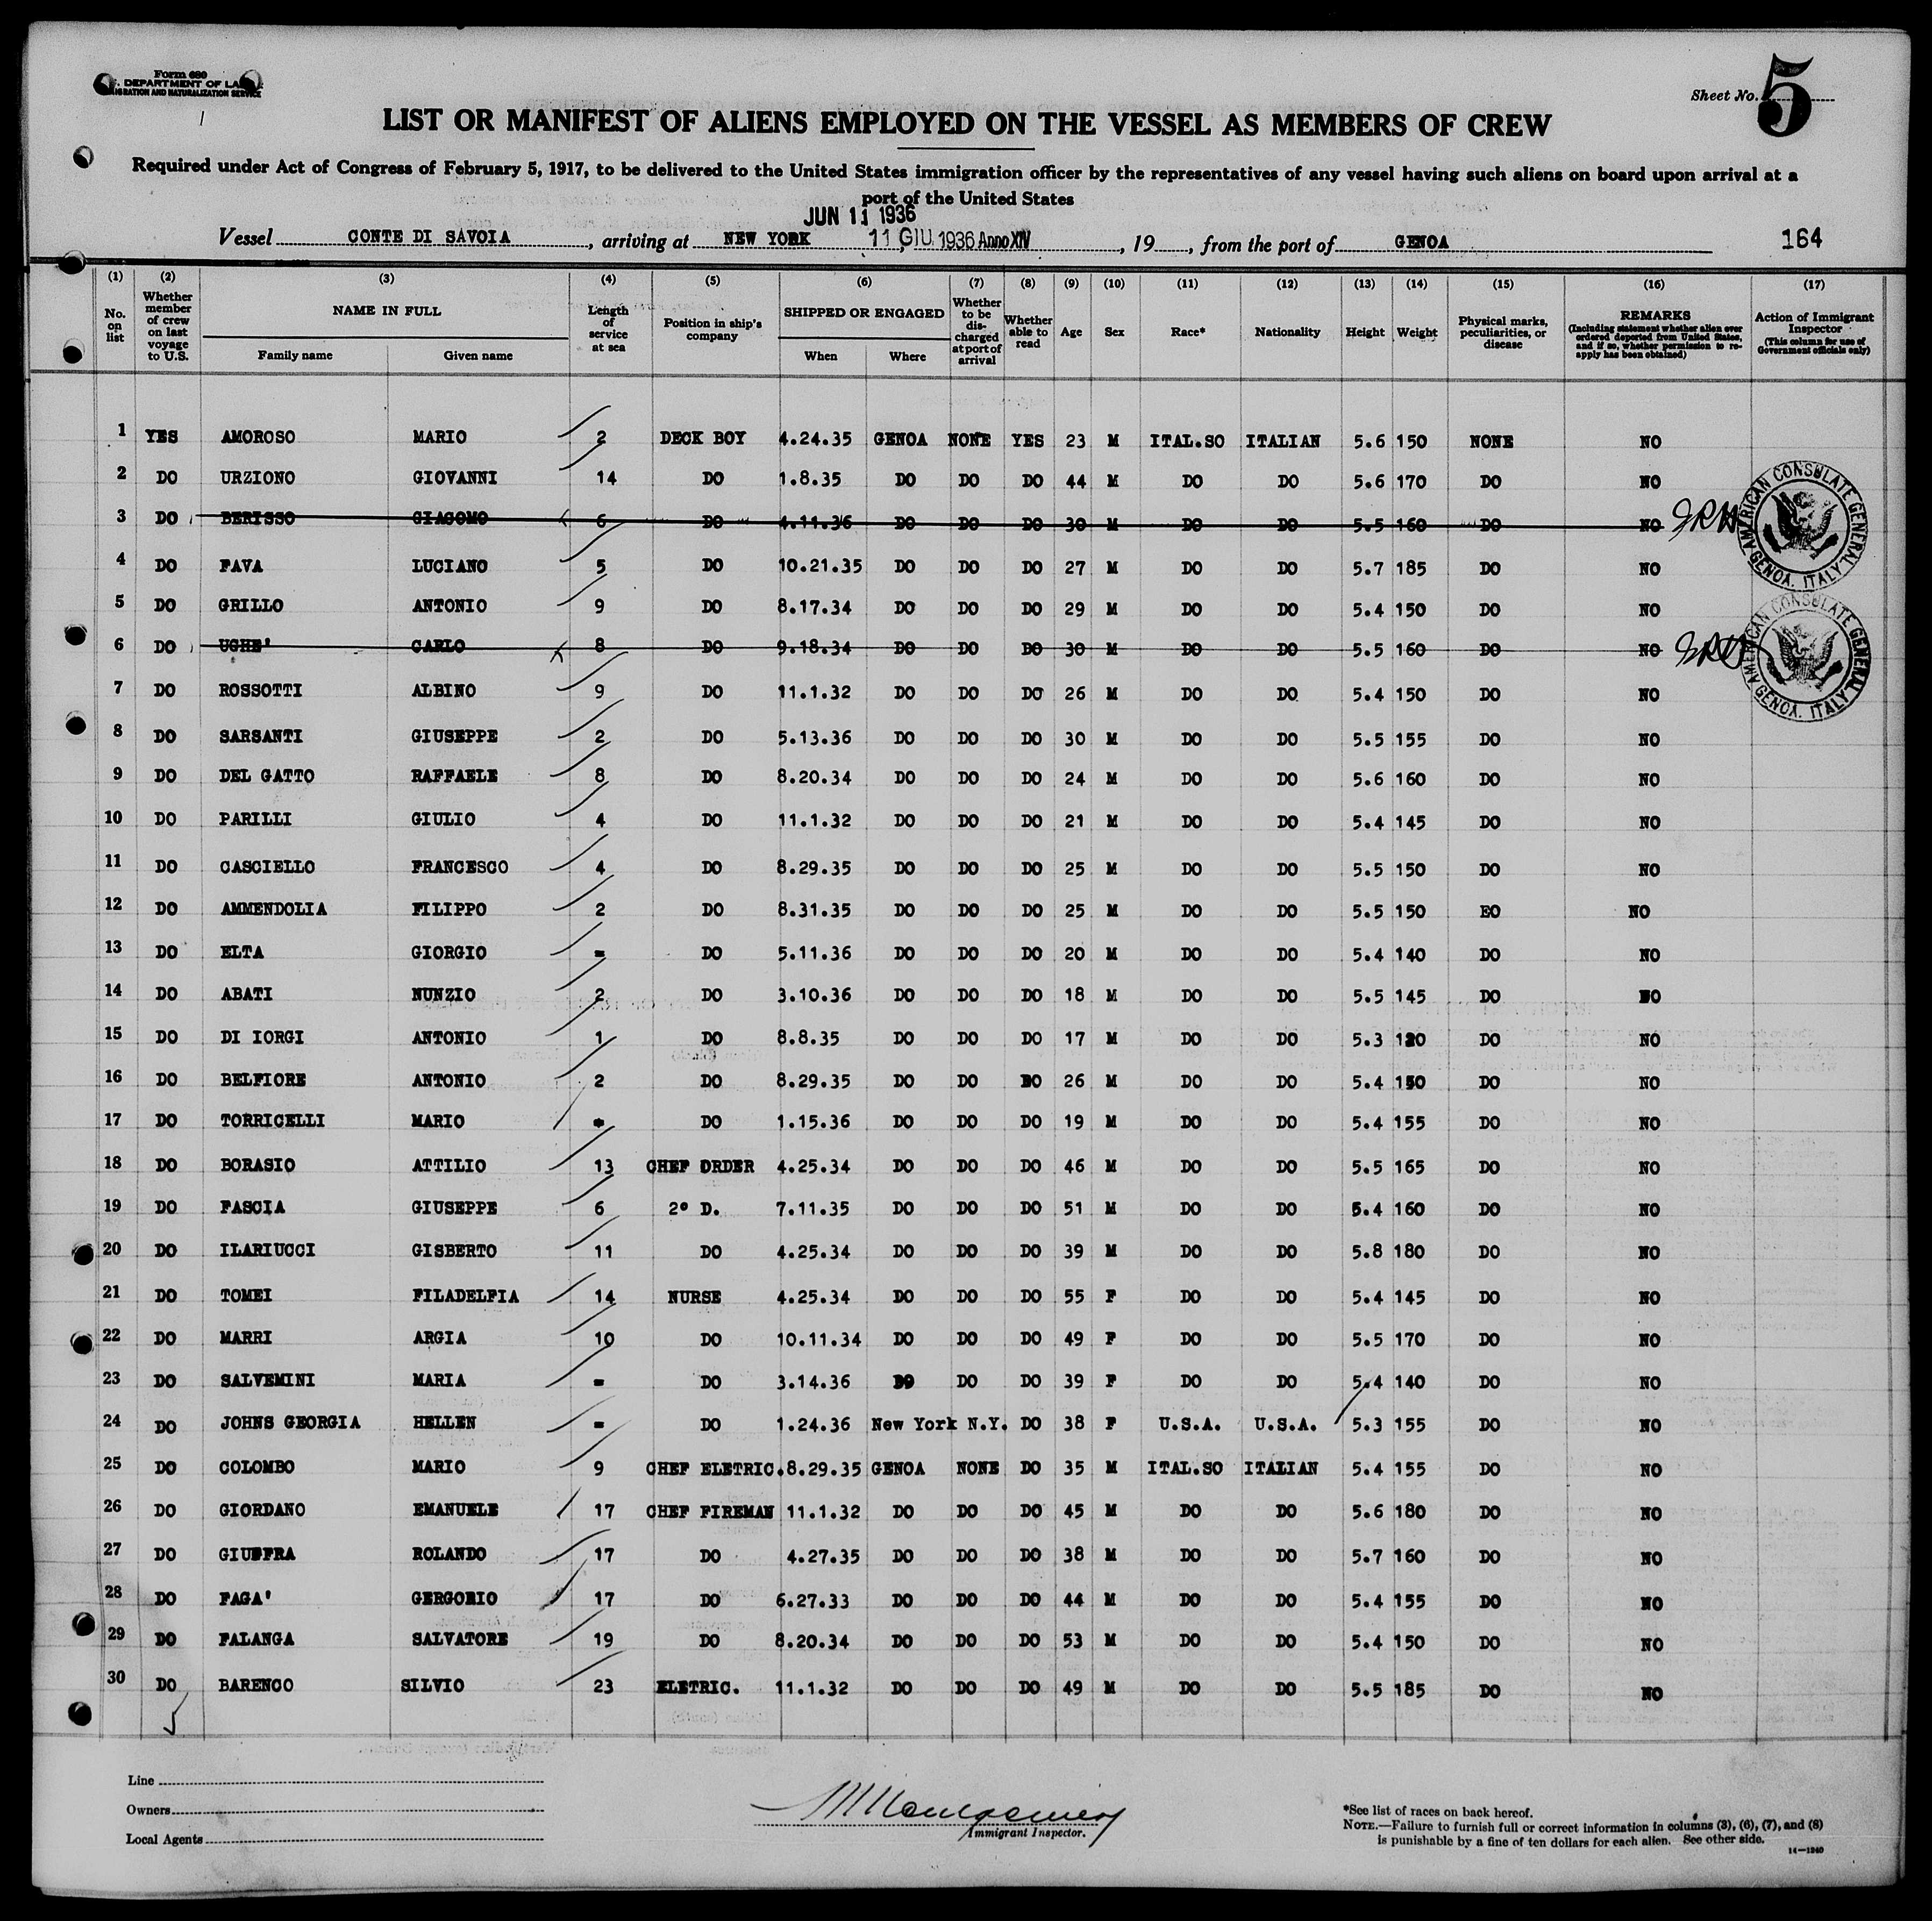 Form 680
U.S. DEPARTMENT OF LABOR
IMMIGRATION AND NATURALIZATION SERVICE
Sheet No. 5
LIST OR MANIFEST OF ALIENS EMPLOYED ON THE VESSEL AS MEMBERS OF CREW
Required under Act of Congress of February 5, 1917, to be delivered to the United States immigration officer by the representatives of any vessel having such aliens on board upon arrival at a
port of the United States
JUN 11 1936
Vessel CONTE DI SAVOIA, arriving at NEW YORK 11 GIU. 1936 Anno XIV, 19, from the port of GENOA 164
(1) (2) (3) (4) (5) (6) (7) (8) (9) (10) (11) (12) (13) (14) (15) (16) (17)
No. on list
Whether member of crew on last voyage to U.S.
NAME IN FULL
Family name Given name
Length of service at sea
Position in ship's company
SHIPPED OR ENGAGED
When Where
Whether to be discharged at port of arrival
Whether able to read
Age
Sex
Race*
Nationality
Height
Weight
Physical marks, peculiarities, or disease
REMARKS
(Including statement whether alien ever ordered deported from United States, and if so, whether permission to reapply has been obtained)
Action of Immigrant Inspector
(This column for use of Government officials only)
1 YES AMOROSO MARIO 2 DECK BOY 4.24.35 GENOA NONE YES 23 M ITAL.SO ITALIAN 5.6 150 NONE NO
2 DO URZIONO GIOVANNI 14 DO 1.8.35 DO DO DO 44 M DO DO 5.6 170 DO NO
3 DO BERISSO GIACOMO 6 DO 4.11.36 DO DO DO 30 M DO DO 5.5 160 DO NO
4 DO FAVA LUCIANO 5 DO 10.21.35 DO DO DO 27 M DO DO 5.7 185 DO NO
5 DO GRILLO ANTONIO 9 DO 8.17.34 DO DO DO 29 M DO DO 5.4 150 DO NO
6 DO UGHE' CARLO 8 DO 9.18.34 DO DO DO 30 M DO DO 5.5 160 DO NO
7 DO ROSSOTTI ALBINO 9 DO 11.1.32 DO DO DO 26 M DO DO 5.4 150 DO NO
8 DO SARSANTI GIUSEPPE 2 DO 5.13.36 DO DO DO 30 M DO DO 5.5 155 DO NO
9 DO DEL GATTO RAFFAELE 8 DO 8.20.34 DO DO DO 24 M DO DO 5.6 160 DO NO
10 DO PARILLI GIULIO 4 DO 11.1.32 DO DO DO 21 M DO DO 5.4 145 DO NO
11 DO CASCIELLO FRANCESCO 4 DO 8.29.35 DO DO DO 25 M DO DO 5.5 150 DO NO
12 DO AMMENDOLIA FILIPPO 2 DO 8.31.35 DO DO DO 25 M DO DO 5.5 150 EO NO
13 DO ELTA GIORGIO = DO 5.11.36 DO DO DO 20 M DO DO 5.4 140 DO NO
14 DO ABATI NUNZIO 2 DO 3.10.36 DO DO DO 18 M DO DO 5.5 145 DO NO
15 DO DI IORGI ANTONIO 1 DO 8.8.35 DO DO DO 17 M DO DO 5.3 120 DO NO
16 DO BELFIORE ANTONIO 2 DO 8.29.35 DO DO DO 26 M DO DO 5.4 150 DO NO
17 DO TORRICELLI MARIO DO 1.15.36 DO DO DO 19 M DO DO 5.4 155 DO NO
18 DO BORASIO ATTILIO 13 CHEF ORDER 4.25.34 DO DO DO 46 M DO DO 5.5 165 DO NO
19 DO FASCIA GIUSEPPE 6 2° D. 7.11.35 DO DO DO 51 M DO DO 5.4 160 DO NO
20 DO ILARIUCCI GISBERTO 11 DO 4.25.34 DO DO DO 39 M DO DO 5.8 180 DO NO
21 DO TOMEI FILADELFIA 14 NURSE 4.25.34 DO DO DO 55 F DO DO 5.4 145 DO NO
22 DO MARRI ARGIA 10 DO 10.11.34 DO DO DO 49 F DO DO 5.5 170 DO NO
23 DO SALVEMINI MARIA = DO 3.14.36 DO DO DO 39 F DO DO 5.4 140 DO NO
24 DO JOHNS GEORGIA HELLEN = DO 1.24.36 New York N.Y. DO 38 F U.S.A. U.S.A. 5.3 155 DO NO
25 DO COLOMBO MARIO 9 CHEF ELETRIC. 8.29.35 GENOA NONE DO 35 M ITAL.SO ITALIAN 5.4 155 DO NO
26 DO GIORDANO EMANUELE 17 CHEF FIREMAN 11.1.32 DO DO DO 45 M DO DO 5.6 180 DO NO
27 DO GIUFFRA ROLANDO 17 DO 4.27.35 DO DO DO 38 M DO DO 5.7 160 DO NO
28 DO FAGA' GERGORIO 17 DO 6.27.33 DO DO DO 44 M DO DO 5.4 155 DO NO
29 DO FALANGA SALVATORE 19 DO 8.20.34 DO DO DO 53 M DO DO 5.4 150 DO NO
30 DO BARENCO SILVIO 23 ELETRIC. 11.1.32 DO DO DO 49 M DO DO 5.5 185 DO NO
AMERICAN CONSULATE GENERAL GENOA, ITALY
AMERICAN CONSULATE GENERAL GENOA, ITALY
5
Line
Owners
Local Agents
Immigrant Inspector.
*See list of races on back hereof.
NOTE.—Failure to furnish full or correct information in columns (3), (6), (7), and (8)
is punishable by a fine of ten dollars for each alien. See other side.
14—1240